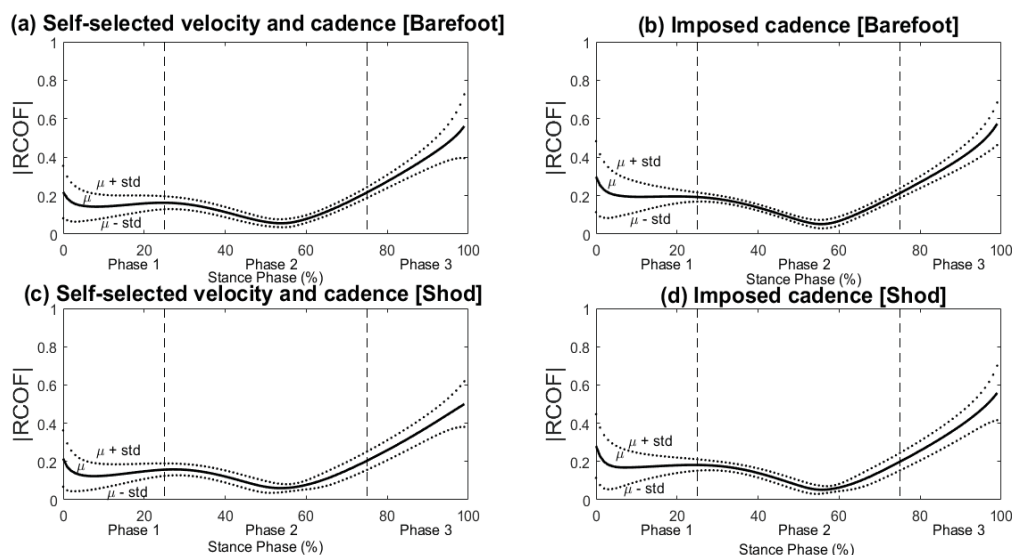 (a) Self-selected velocity and cadence [Barefoot]
1
0.8
0.6
0.4
0.2
0
|RCOF|
μ + std
μ
μ - std
0 20 40 60 80 100
Phase 1 Phase 2 Phase 3
Stance Phase (%)
(b) Imposed cadence [Barefoot]
1
0.8
0.6
0.4
0.2
0
|RCOF|
μ + std
μ
μ - std
0 20 40 60 80 100
Phase 1 Phase 2 Phase 3
Stance Phase (%)
(c) Self-selected velocity and cadence [Shod]
1
0.8
0.6
0.4
0.2
0
|RCOF|
μ + std
μ
μ - std
0 20 40 60 80 100
Phase 1 Phase 2 Phase 3
Stance Phase (%)
(d) Imposed cadence [Shod]
1
0.8
0.6
0.4
0.2
0
|RCOF|
μ + std
μ
μ - std
0 20 40 60 80 100
Phase 1 Phase 2 Phase 3
Stance Phase (%)